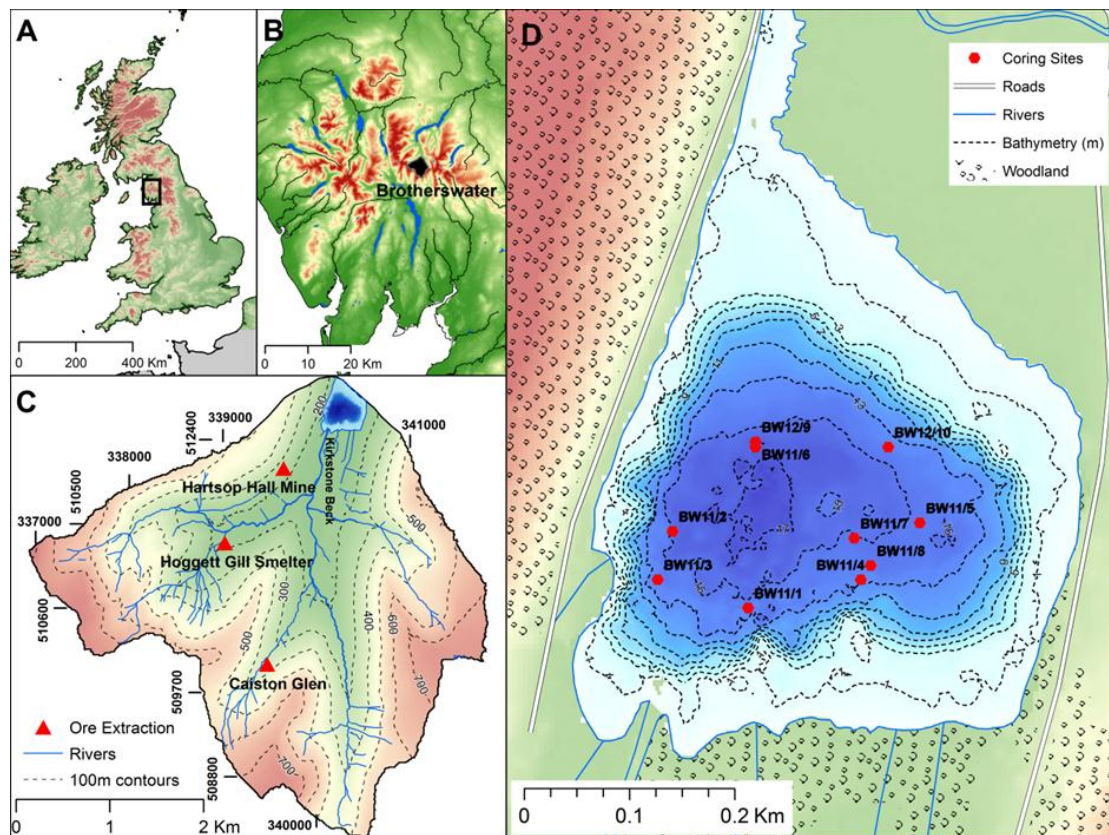 A
0 200 400 Km
B
Brotherswater
0 10 20 Km
C
200
339000
512400
341000
338000
510500
Kirkstone Beck
Hartsop Hall Mine
500
337000
Hoggett Gill Smelter
300
400
600
510600
500
700
Caiston Glen
509700
Ore Extraction
Rivers
100m contours
700
508800
340000
0 1 2 Km
D
Coring Sites
Roads
Rivers
Bathymetry (m)
Woodland
BW12/9
BW12/10
BW11/6
BW11/2
BW11/5
BW11/7
BW11/8
BW11/3
BW11/4
BW11/1
0 0.1 0.2 Km